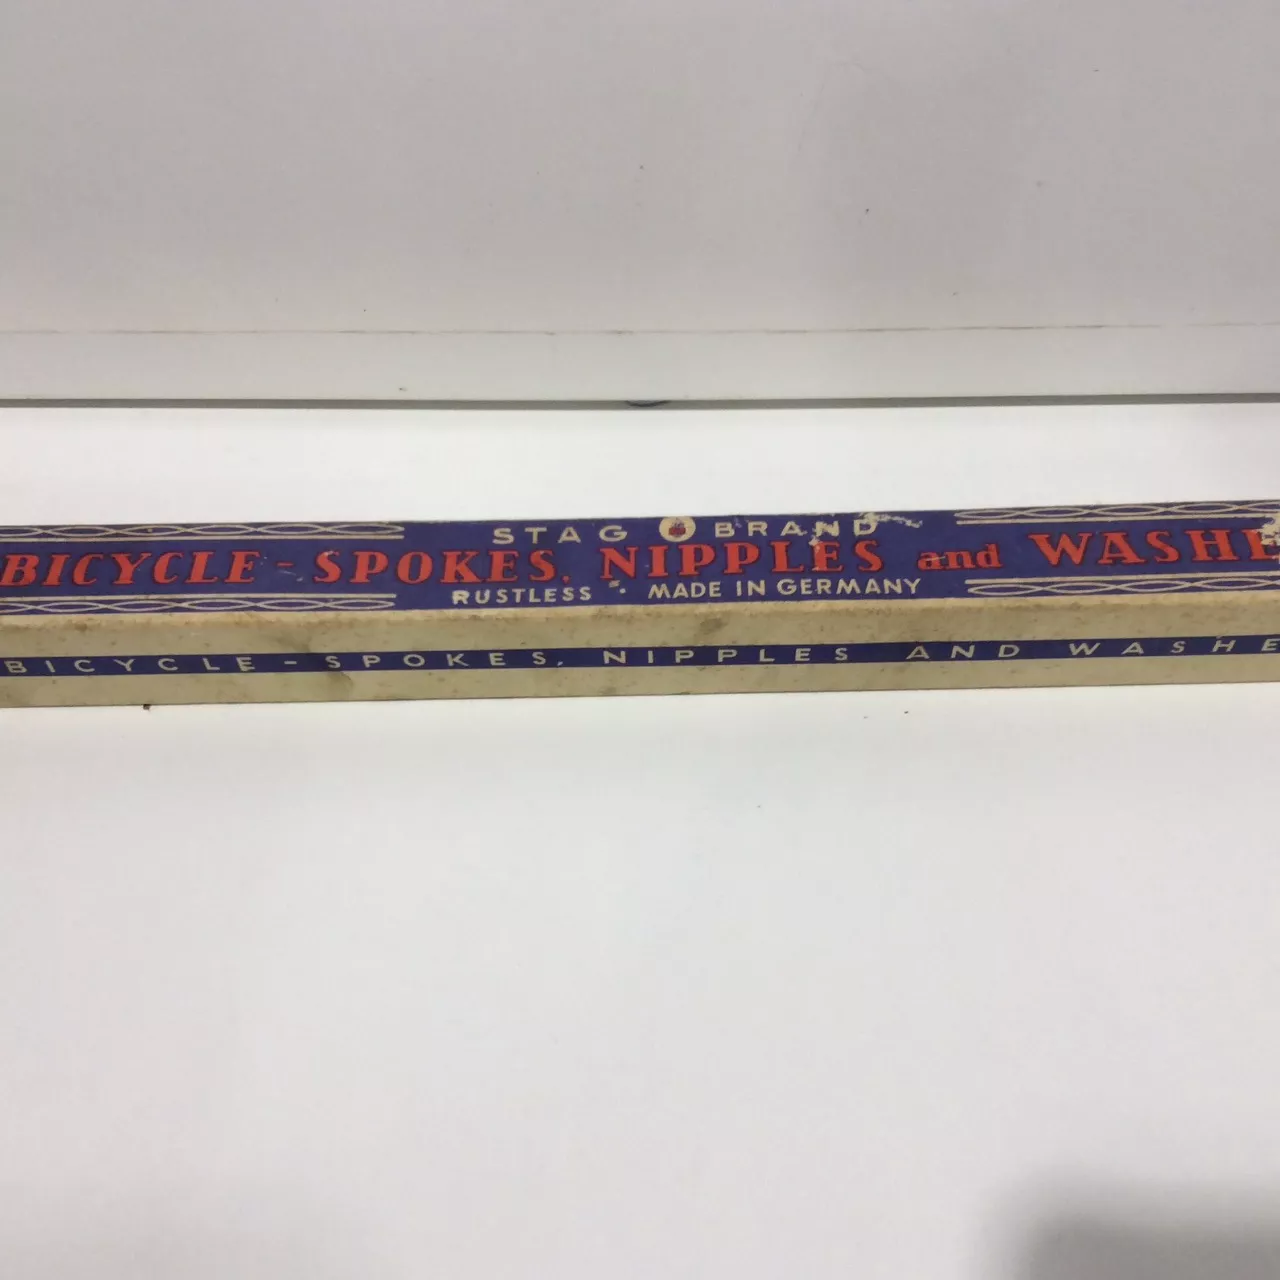 STAG BRAND
BICYCLE - SPOKES, NIPPLES and WASHE
RUSTLESS · MADE IN GERMANY
BICYCLE - SPOKES, NIPPLES AND WASHE